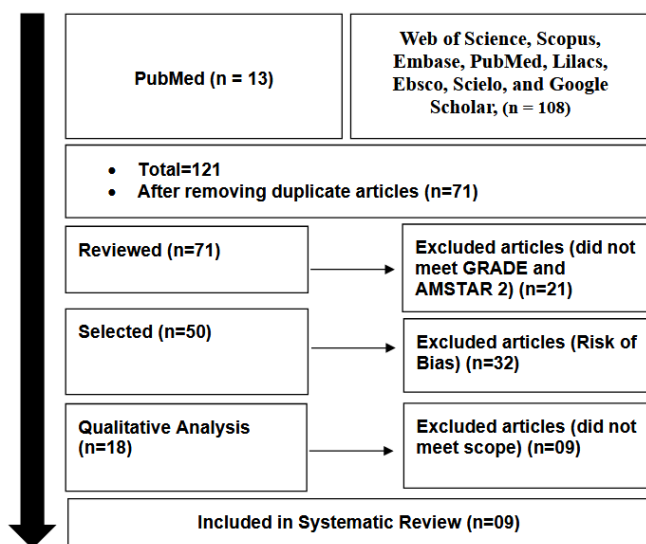 PubMed (n = 13)
Web of Science, Scopus,
Embase, PubMed, Lilacs,
Ebsco, Scielo, and Google
Scholar, (n = 108)
• Total=121
• After removing duplicate articles (n=71)
Reviewed (n=71)
Excluded articles (did not
meet GRADE and
AMSTAR 2) (n=21)
Selected (n=50)
Excluded articles (Risk of
Bias) (n=32)
Qualitative Analysis
(n=18)
Excluded articles (did not
meet scope) (n=09)
Included in Systematic Review (n=09)